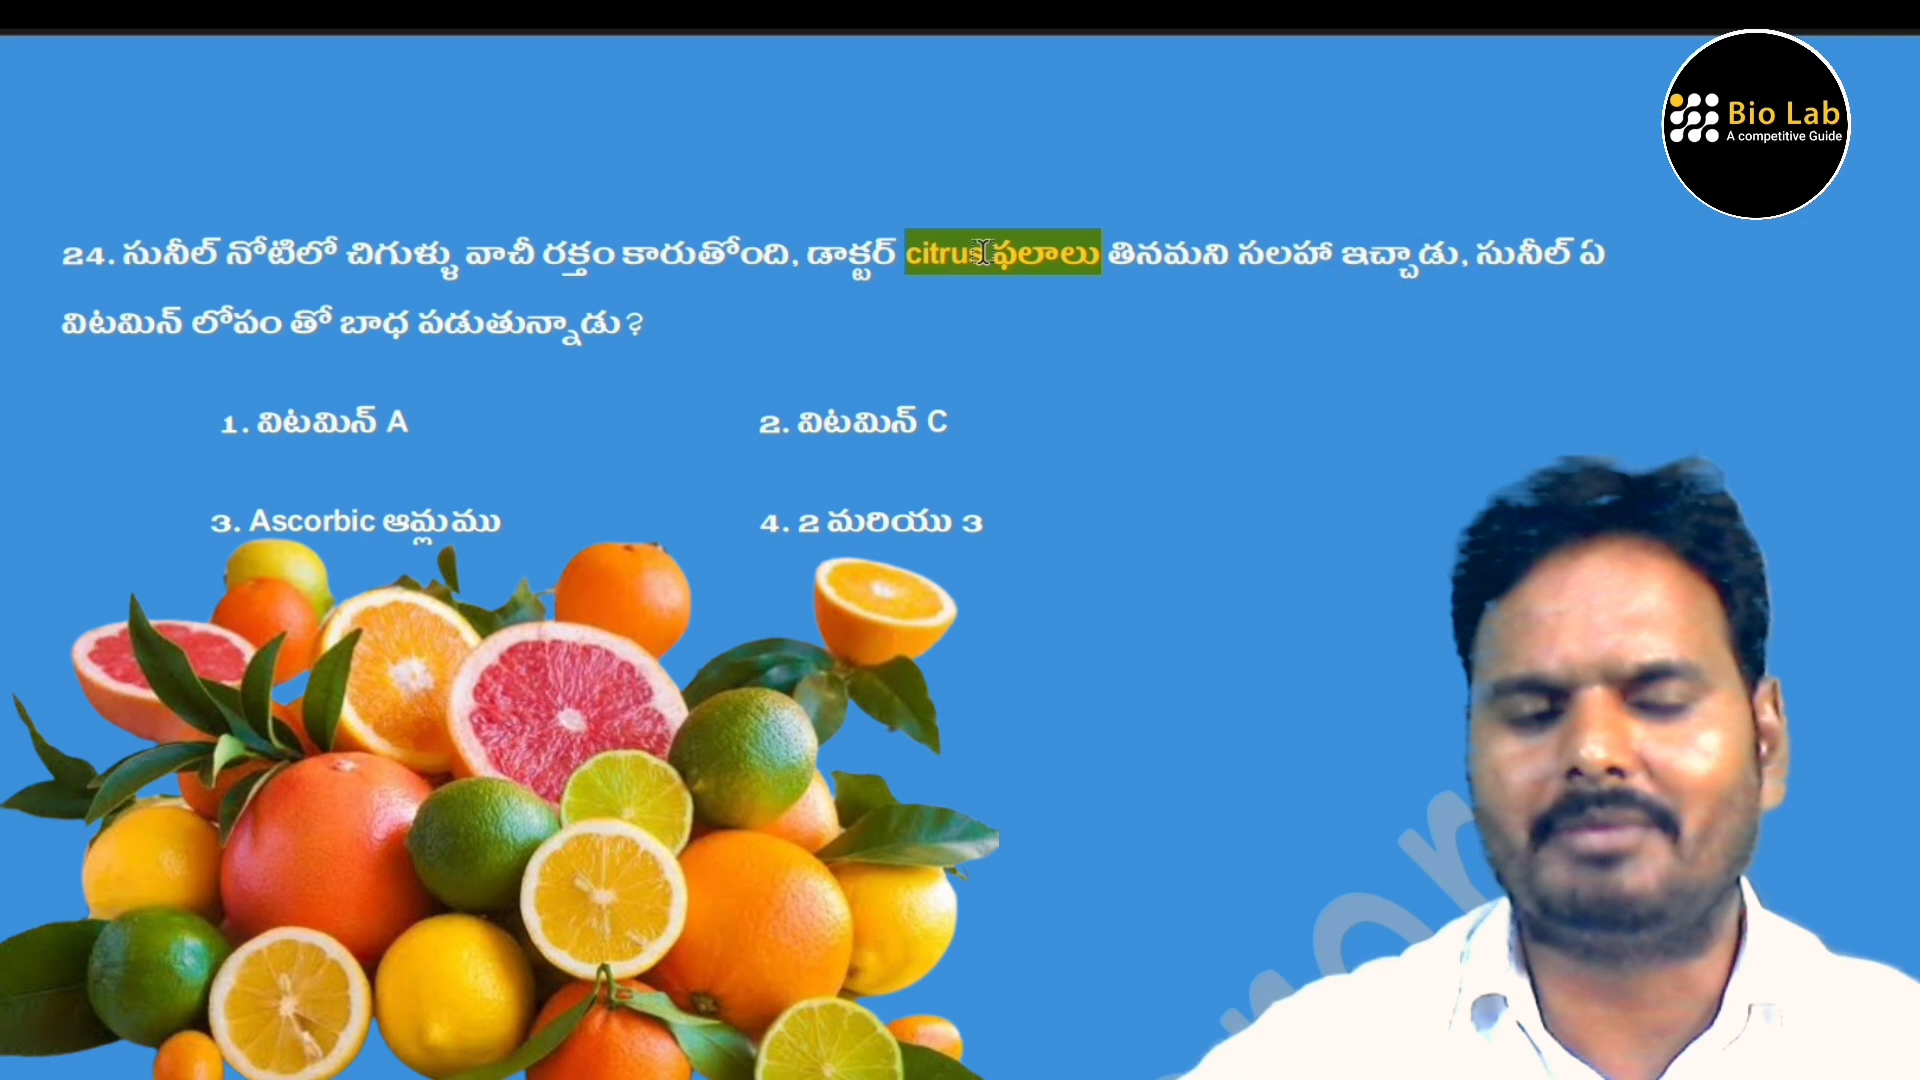 Bio Lab
A competitive Guide
24. సునీల్ నోటిలో చిగుళ్ళు వాచీ రక్తం కారుతోంది, డాక్టర్ citrus ఫలాలు తినమని సలహా ఇచ్చాడు, సునీల్ ఏ
విటమిన్ లోపం తో బాధ పడుతున్నాడు?
1. విటమిన్ A
2. విటమిన్ C
3. Ascorbic ఆమ్లము
4. 2 మరియు 3